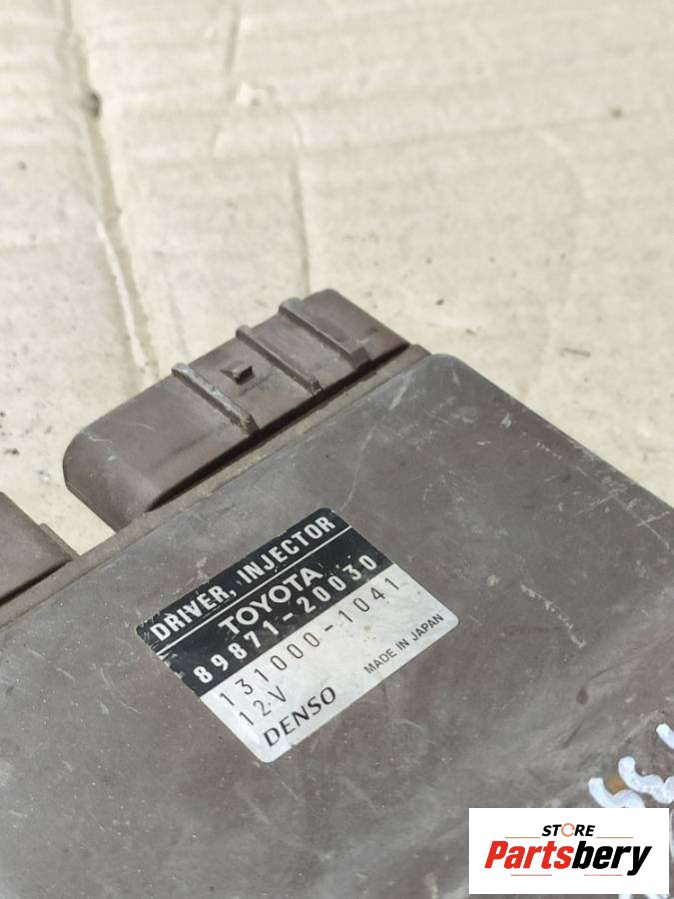 DRIVER, INJECTOR
TOYOTA
89871-20030
131000-1041
12V
DENSO MADE IN JAPAN
STORE
Partsbery